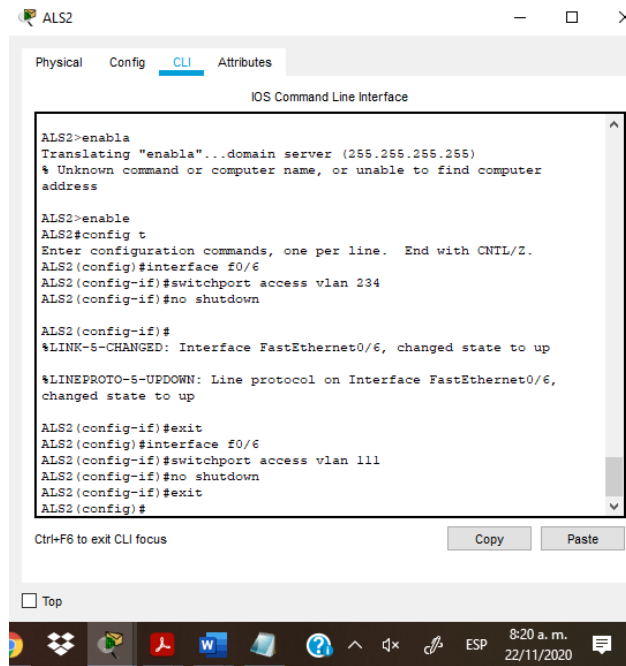 ALS2
Physical Config CLI Attributes
IOS Command Line Interface
ALS2>enabla
Translating "enabla"...domain server (255.255.255.255)
% Unknown command or computer name, or unable to find computer
address
ALS2>enable
ALS2#config t
Enter configuration commands, one per line. End with CNTL/Z.
ALS2(config)#interface f0/6
ALS2(config-if)#switchport access vlan 234
ALS2(config-if)#no shutdown
ALS2(config-if)#
%LINK-5-CHANGED: Interface FastEthernet0/6, changed state to up
%LINEPROTO-5-UPDOWN: Line protocol on Interface FastEthernet0/6,
changed state to up
ALS2(config-if)#exit
ALS2(config)#interface f0/6
ALS2(config-if)#switchport access vlan 111
ALS2(config-if)#no shutdown
ALS2(config-if)#exit
ALS2(config)#
Ctrl+F6 to exit CLI focus
Copy Paste
Top
ESP
8:20 a. m.
22/11/2020